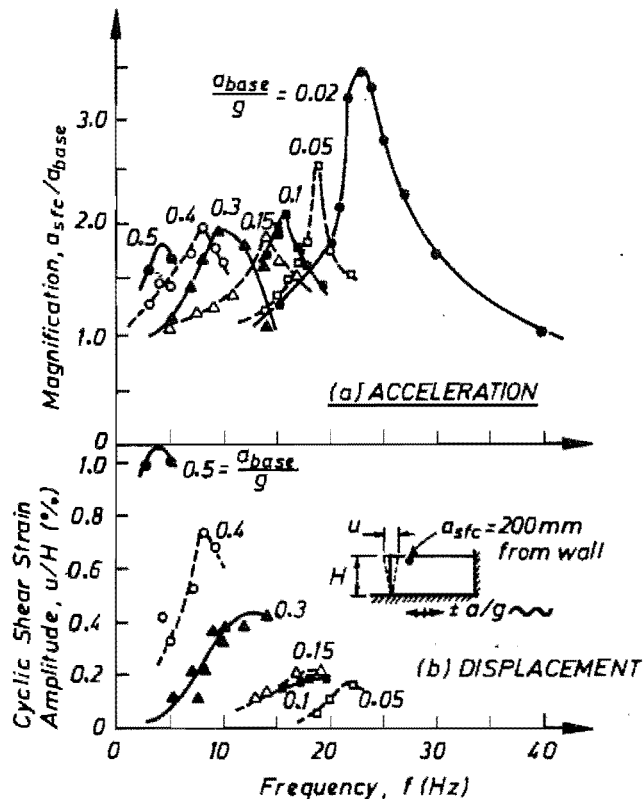 a_base/g = 0.02
0.05
0.1
0.15
0.3
0.4
0.5
3.0
2.0
1.0
0
Magnification, a_sfc/a_base
(a) ACCELERATION
0.5 = a_base/g
0.4
0.3
0.15
0.1
0.05
u
H
a_sfc = 200 mm
from wall
± a/g
(b) DISPLACEMENT
1.0
0.8
0.6
0.4
0.2
0
Cyclic Shear Strain
Amplitude, u/H (%)
0 10 20 30 40
Frequency, f (Hz)